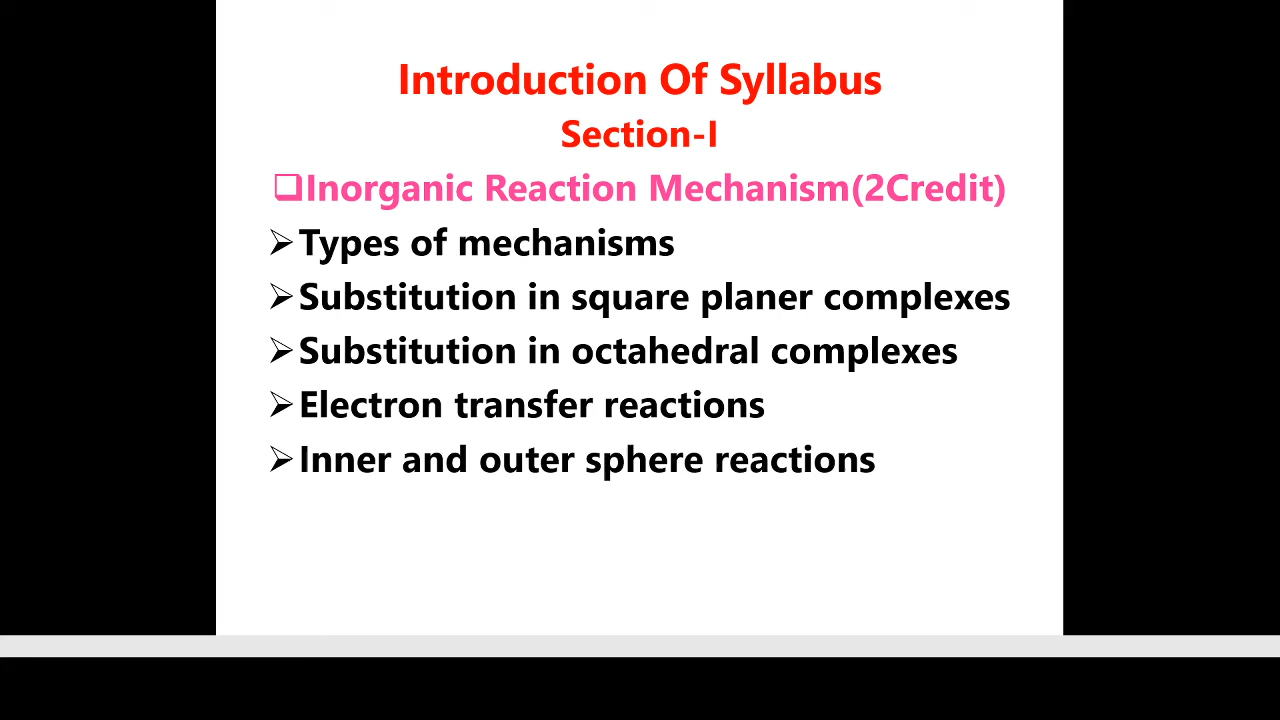 Introduction Of Syllabus
Section-I
❑Inorganic Reaction Mechanism(2Credit)
➢Types of mechanisms
➢Substitution in square planer complexes
➢Substitution in octahedral complexes
➢Electron transfer reactions
➢Inner and outer sphere reactions